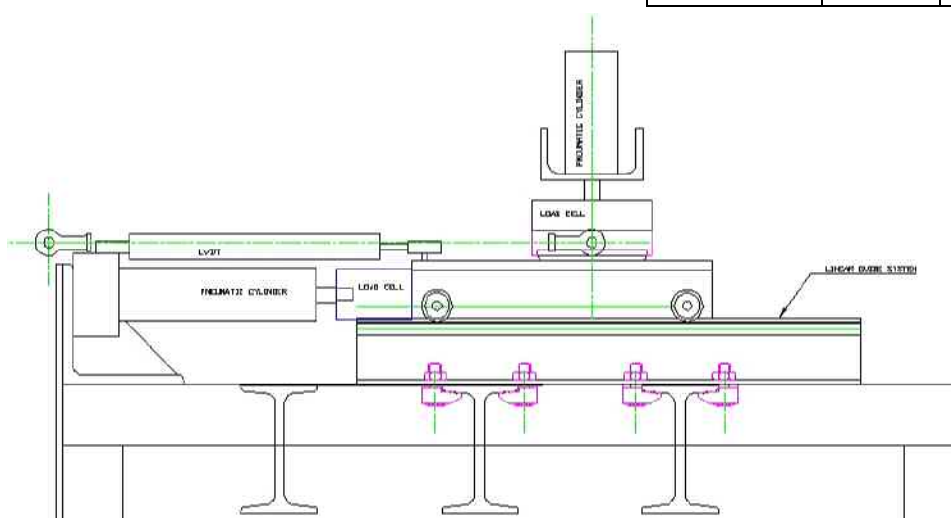 PNEUMATIC CYLINDER
LOAD CELL
LVDT
PNEUMATIC CYLINDER
LOAD CELL
LINEAR GUIDE SYSTEM